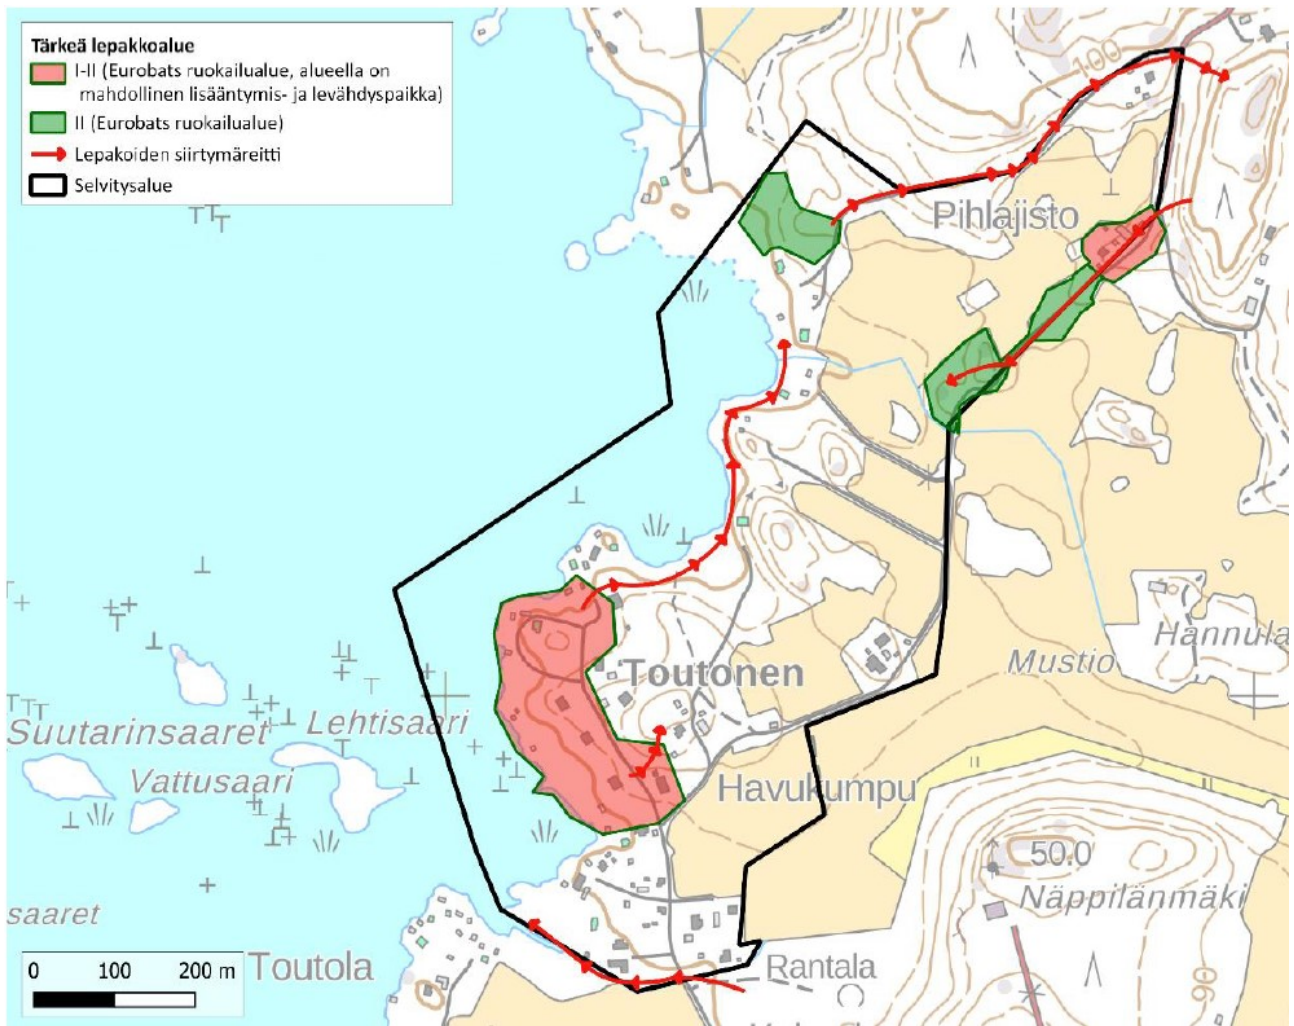 Tärkeä lepakkoalue
I-II (Eurobats ruokailualue, alueella on
mahdollinen lisääntymis- ja levähdyspaikka)
II (Eurobats ruokailualue)
Lepakoiden siirtymäreitti
Selvitysalue
100
Pihlajisto
Hannula
Mustio
Toutonen
Lehtisaari
Suutarinsaaret
Vattusaari
Havukumpu
50.0
Näppilänmäki
saaret
Toutola
Rantala
90
0 100 200 m